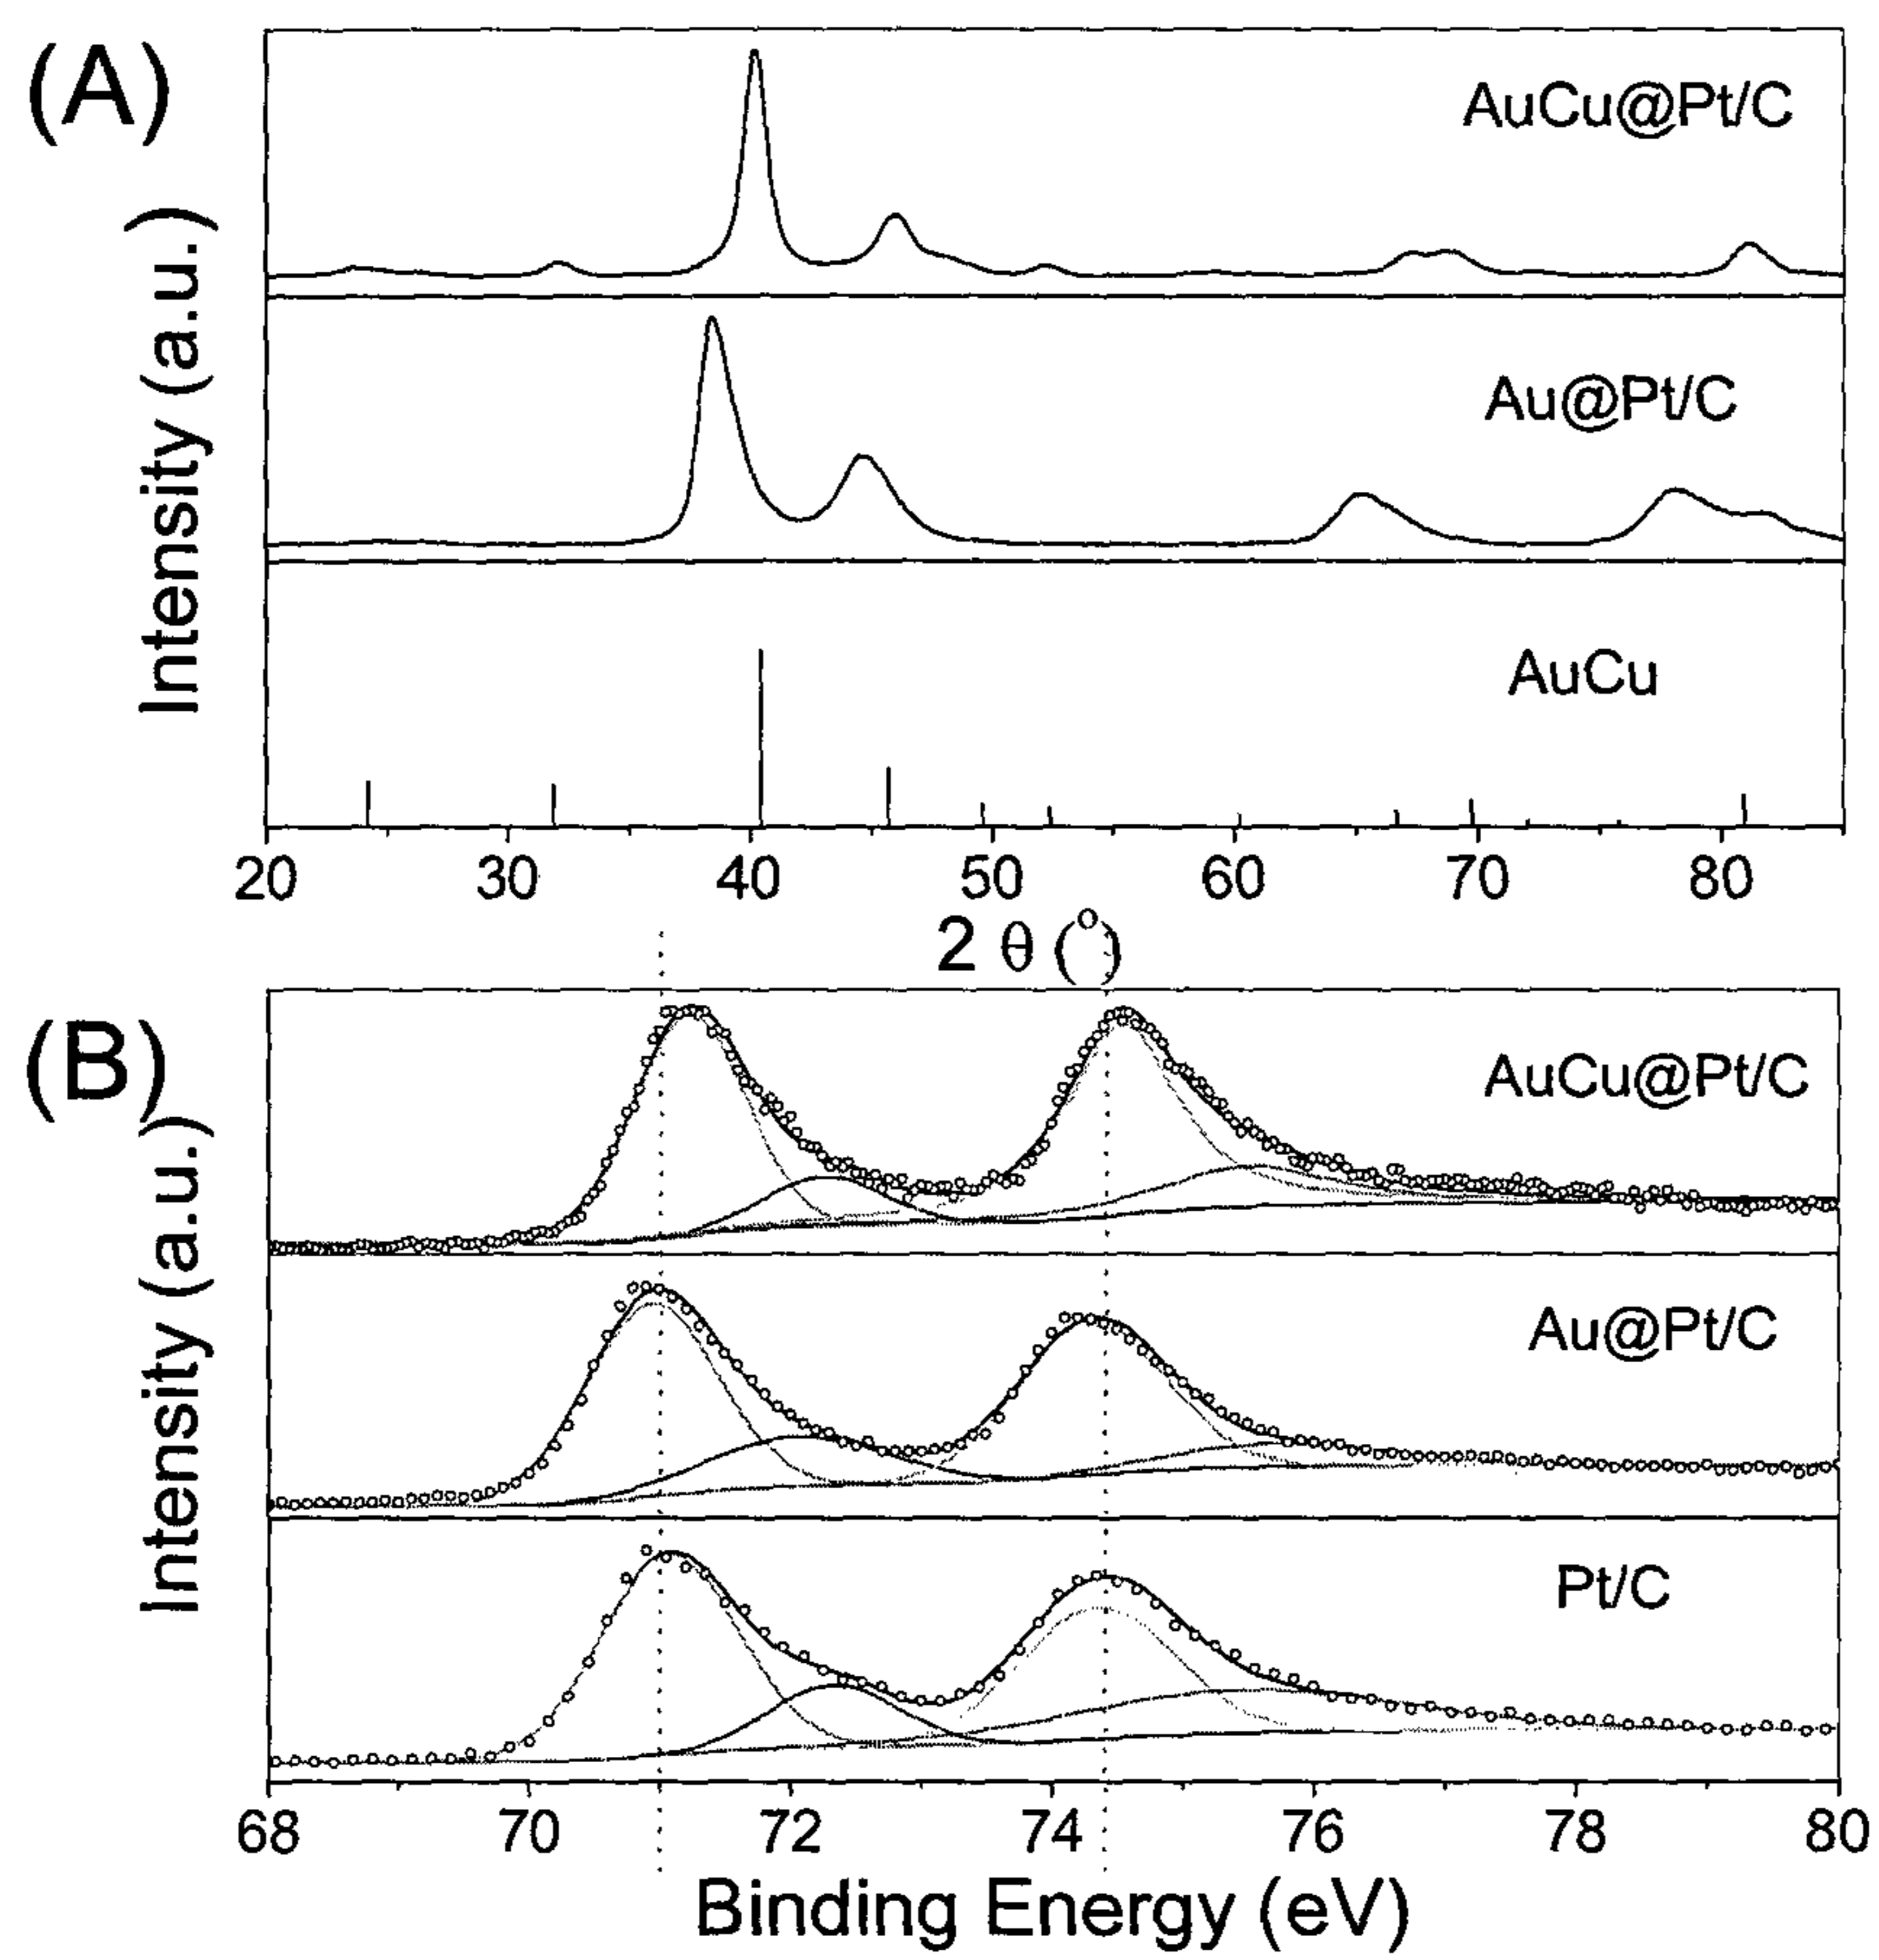 (A)
AuCu@Pt/C
Au@Pt/C
AuCu
Intensity (a.u.)
20 30 40 50 60 70 80
2 θ (°)
(B)
AuCu@Pt/C
Au@Pt/C
Pt/C
Intensity (a.u.)
68 70 72 74 76 78 80
Binding Energy (eV)